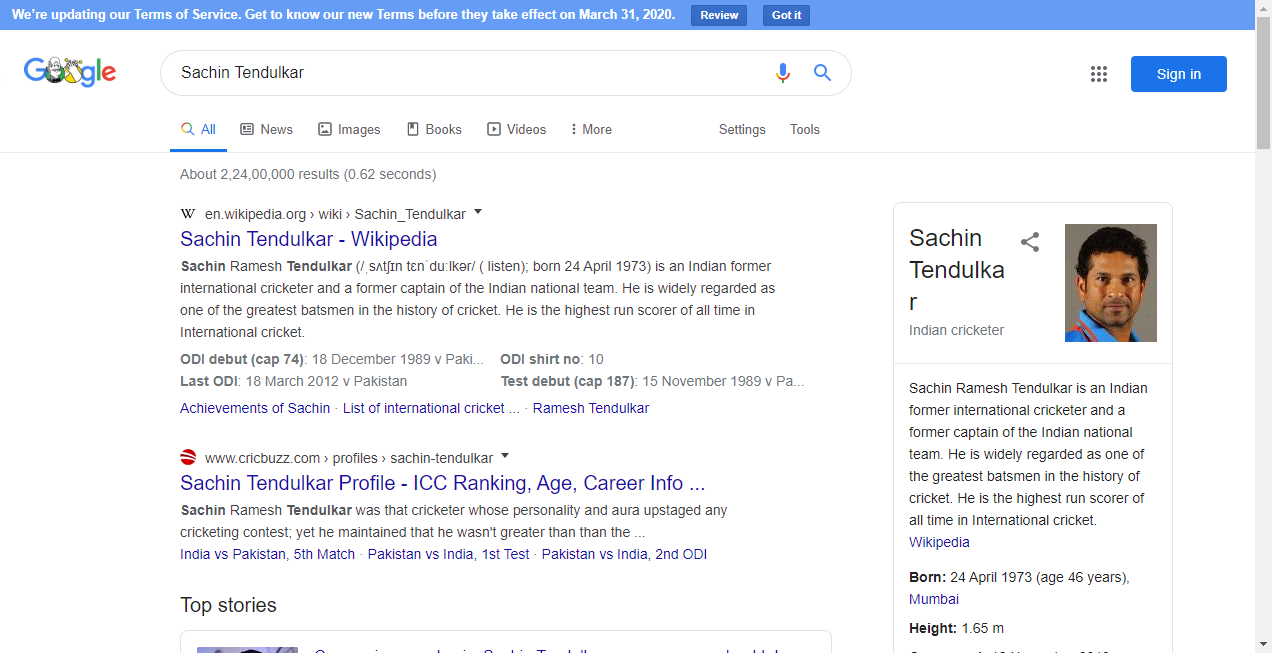 We're updating our Terms of Service. Get to know our new Terms before they take effect on March 31, 2020. Review Got it
Google
Sachin Tendulkar
Sign in
All News Images Books Videos More Settings Tools
About 2,24,00,000 results (0.62 seconds)
W en.wikipedia.org › wiki › Sachin_Tendulkar
Sachin Tendulkar - Wikipedia
Sachin Ramesh Tendulkar (/ˌsʌtʃɪn tɛnˈduːlkər/ ( listen); born 24 April 1973) is an Indian former
international cricketer and a former captain of the Indian national team. He is widely regarded as
one of the greatest batsmen in the history of cricket. He is the highest run scorer of all time in
International cricket.
ODI debut (cap 74): 18 December 1989 v Paki... ODI shirt no: 10
Last ODI: 18 March 2012 v Pakistan Test debut (cap 187): 15 November 1989 v Pa...
Achievements of Sachin · List of international cricket ... · Ramesh Tendulkar
www.cricbuzz.com › profiles › sachin-tendulkar
Sachin Tendulkar Profile - ICC Ranking, Age, Career Info ...
Sachin Ramesh Tendulkar was that cricketer whose personality and aura upstaged any
cricketing contest; yet he maintained that he wasn't greater than than the ...
India vs Pakistan, 5th Match · Pakistan vs India, 1st Test · Pakistan vs India, 2nd ODI
Top stories
Sachin
Tendulka
r
Indian cricketer
Sachin Ramesh Tendulkar is an Indian
former international cricketer and a
former captain of the Indian national
team. He is widely regarded as one of
the greatest batsmen in the history of
cricket. He is the highest run scorer of
all time in International cricket.
Wikipedia
Born: 24 April 1973 (age 46 years),
Mumbai
Height: 1.65 m